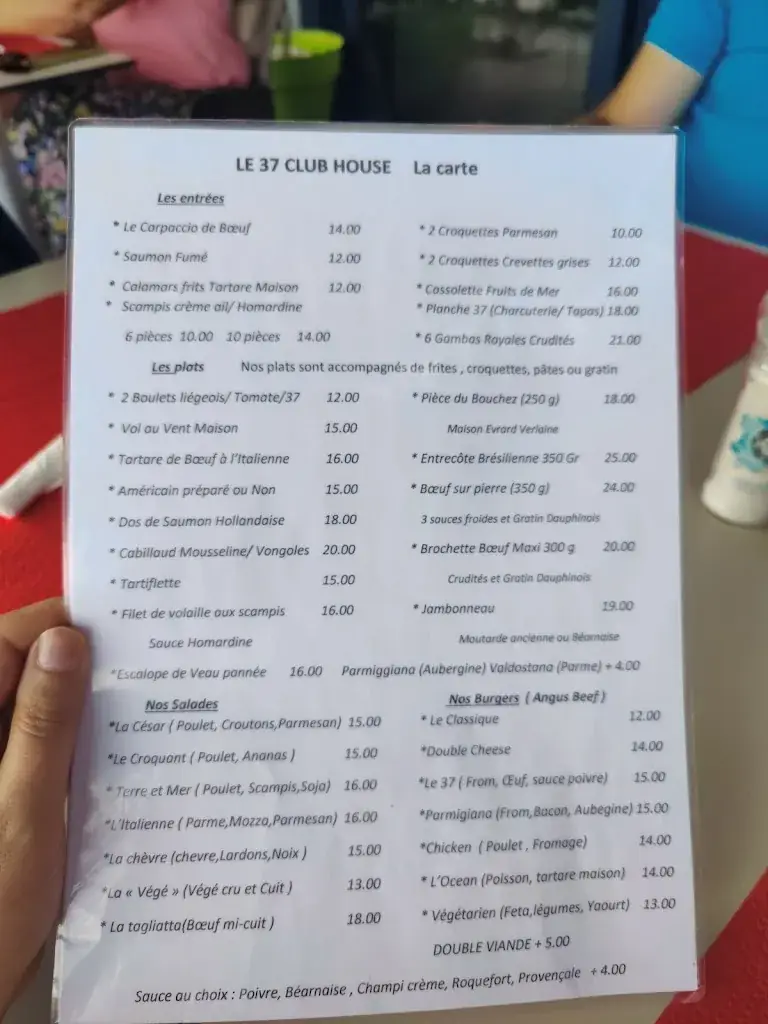 LE 37 CLUB HOUSE La carte
Les entrées
* Le Carpaccio de Bœuf 14.00
* Saumon Fumé 12.00
* Calamars frits Tartare Maison 12.00
* Scampis crème ail/ Homardine
6 pièces 10.00 10 pièces 14.00
* 2 Croquettes Parmesan 10.00
* 2 Croquettes Crevettes grises 12.00
* Cassolette Fruits de Mer 16.00
* Planche 37 (Charcuterie/ Tapas) 18.00
* 6 Gambas Royales Crudités 21.00
Les plats Nos plats sont accompagnés de frites , croquettes, pâtes ou gratin
* 2 Boulets liégeois/ Tomate/37 12.00
* Vol au Vent Maison 15.00
* Tartare de Bœuf à l'Italienne 16.00
* Américain préparé ou Non 15.00
* Dos de Saumon Hollandaise 18.00
* Cabillaud Mousseline/ Vongoles 20.00
* Tartiflette 15.00
* Filet de volaille aux scampis 16.00
Sauce Homardine
* Pièce du Bouchez (250 g) 18.00
Maison Evrard Verlaine
* Entrecôte Brésilienne 350 Gr 25.00
* Bœuf sur pierre (350 g) 24.00
3 sauces froides et Gratin Dauphinois
* Brochette Bœuf Maxi 300 g 20.00
Crudités et Gratin Dauphinois
* Jambonneau 19.00
Moutarde ancienne ou Béarnaise
*Escalope de Veau pannée 16.00 Parmiggiana (Aubergine) Valdostana (Parme) + 4.00
Nos Salades
*La César ( Poulet, Croutons,Parmesan) 15.00
*Le Croquant ( Poulet, Ananas ) 15.00
* Terre et Mer ( Poulet, Scampis,Soja) 16.00
*L'Italienne ( Parme,Mozza,Parmesan) 16.00
*La chèvre (chevre,Lardons,Noix ) 15.00
*La « Végé » (Végé cru et Cuit ) 13.00
* La tagliatta(Bœuf mi-cuit ) 18.00
Nos Burgers ( Angus Beef )
* Le Classique 12.00
*Double Cheese 14.00
*Le 37 ( From, Œuf, sauce poivre) 15.00
*Parmigiana (From,Bacon, Aubegine) 15.00
*Chicken ( Poulet , Fromage) 14.00
* L'Ocean (Poisson, tartare maison) 14.00
* Végétarien (Feta,légumes, Yaourt) 13.00
DOUBLE VIANDE + 5.00
Sauce au choix : Poivre, Béarnaise , Champi crème, Roquefort, Provençale + 4.00